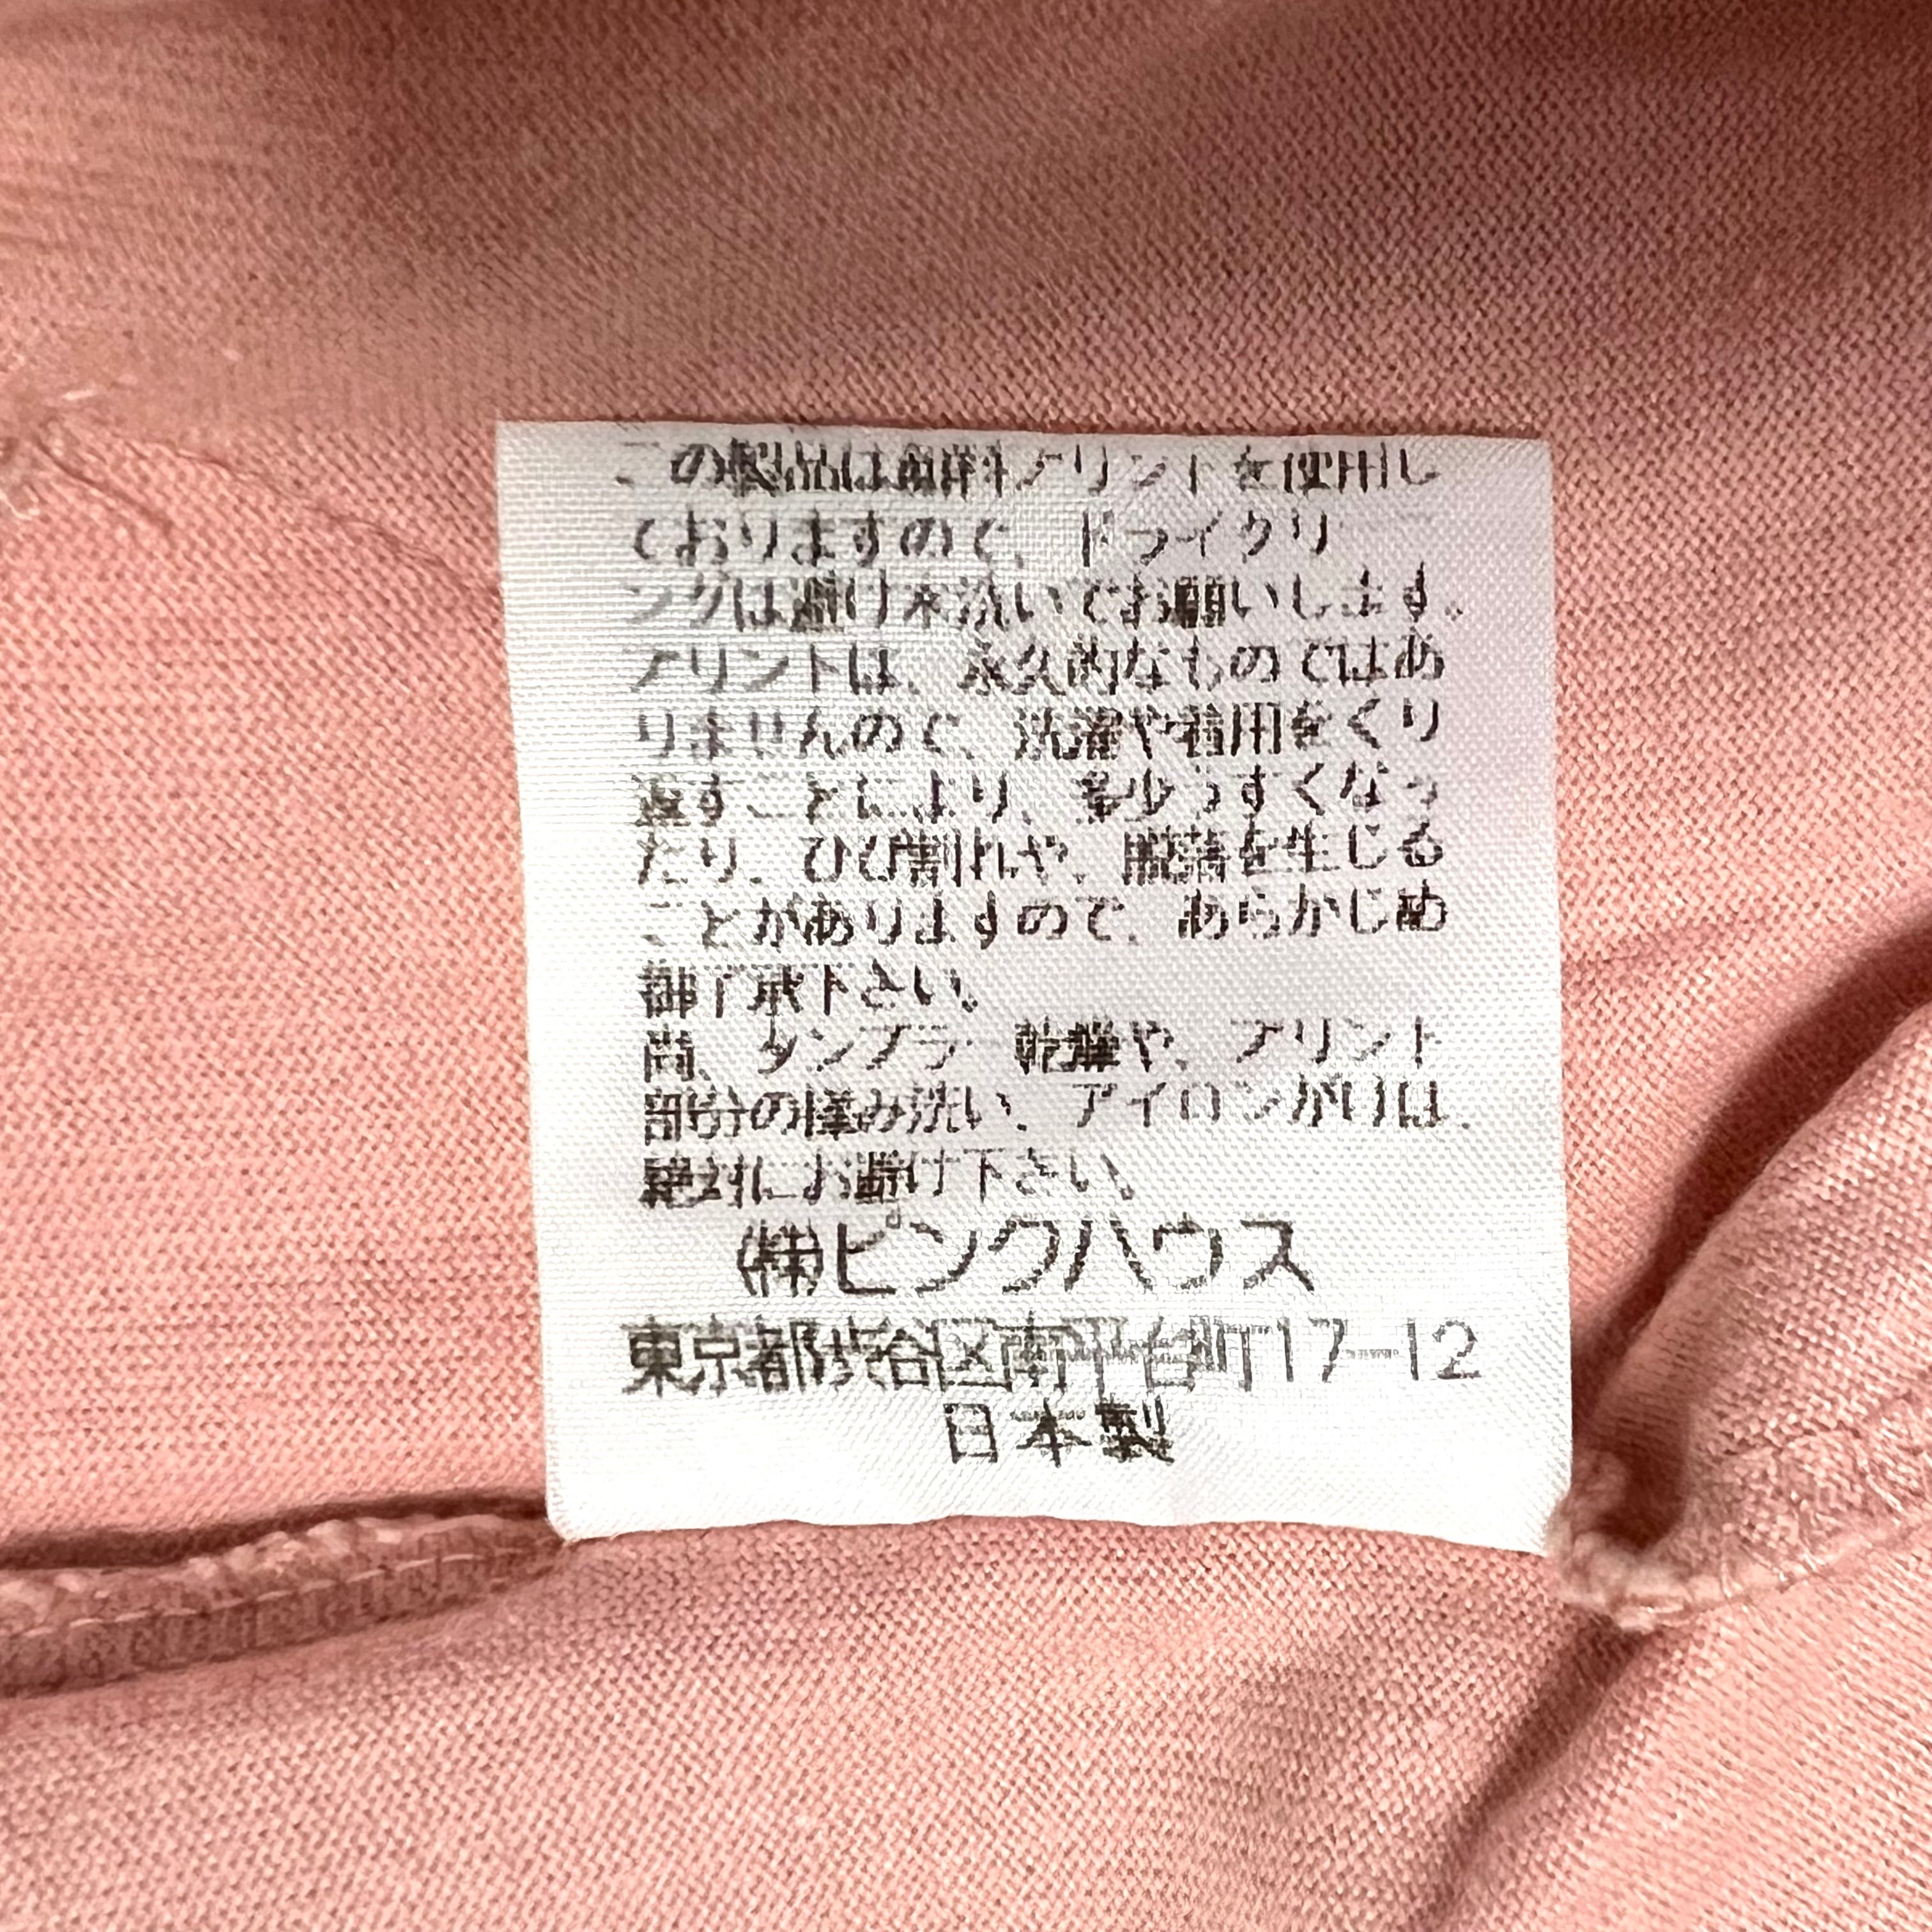 この製品は顔料プリントを使用し
ておりますので、ドライクリー
ングは避け水洗いでお願いします。
プリントは、永久的なものではあ
りませんので、洗濯や着用をくり
返すことにより、多少うすくなっ
たり、ひび割れや、脱落を生じる
ことがありますので、あらかじめ
御了承下さい。
尚、タンブラー乾燥や、プリント
部分の揉み洗い、アイロンがけは、
絶対にお避け下さい。
㈱ピンクハウス
東京都渋谷区南平台町17-12
日本製